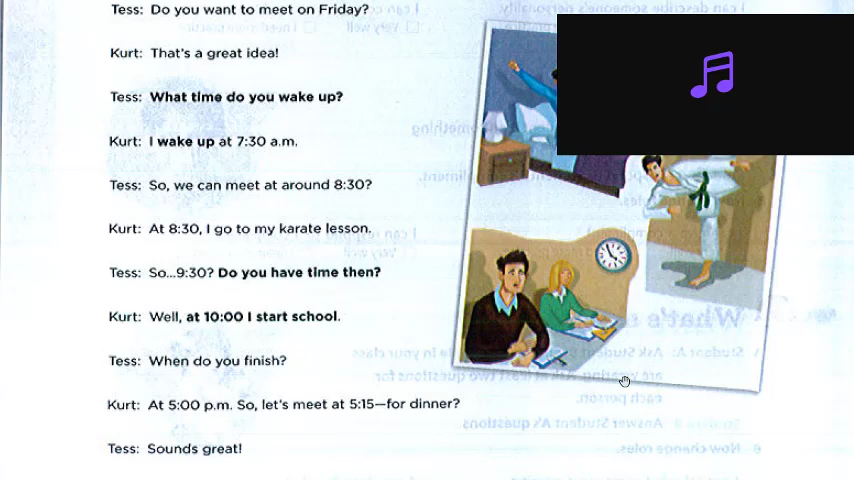 Tess: Do you want to meet on Friday?
Kurt: That's a great idea!
Tess: What time do you wake up?
Kurt: I wake up at 7:30 a.m.
Tess: So, we can meet at around 8:30?
Kurt: At 8:30, I go to my karate lesson.
Tess: So...9:30? Do you have time then?
Kurt: Well, at 10:00 I start school.
Tess: When do you finish?
Kurt: At 5:00 p.m. So, let's meet at 5:15—for dinner?
Tess: Sounds great!